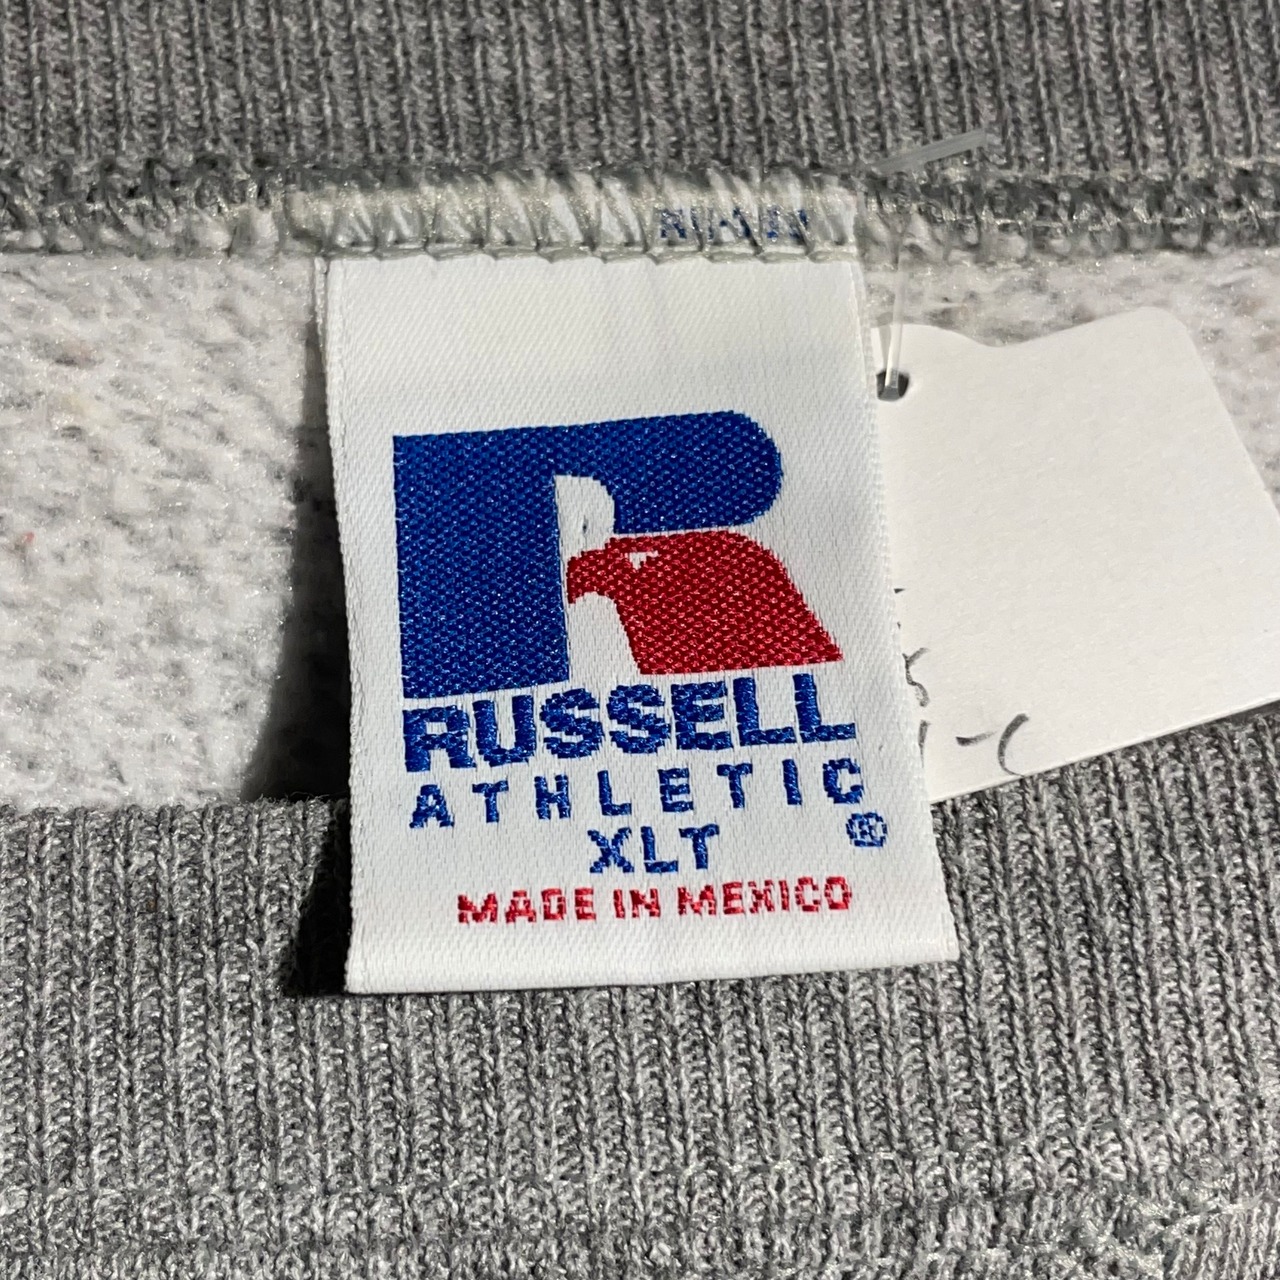 RUSSELL
ATHLETIC
®
XLT
MADE IN MEXICO